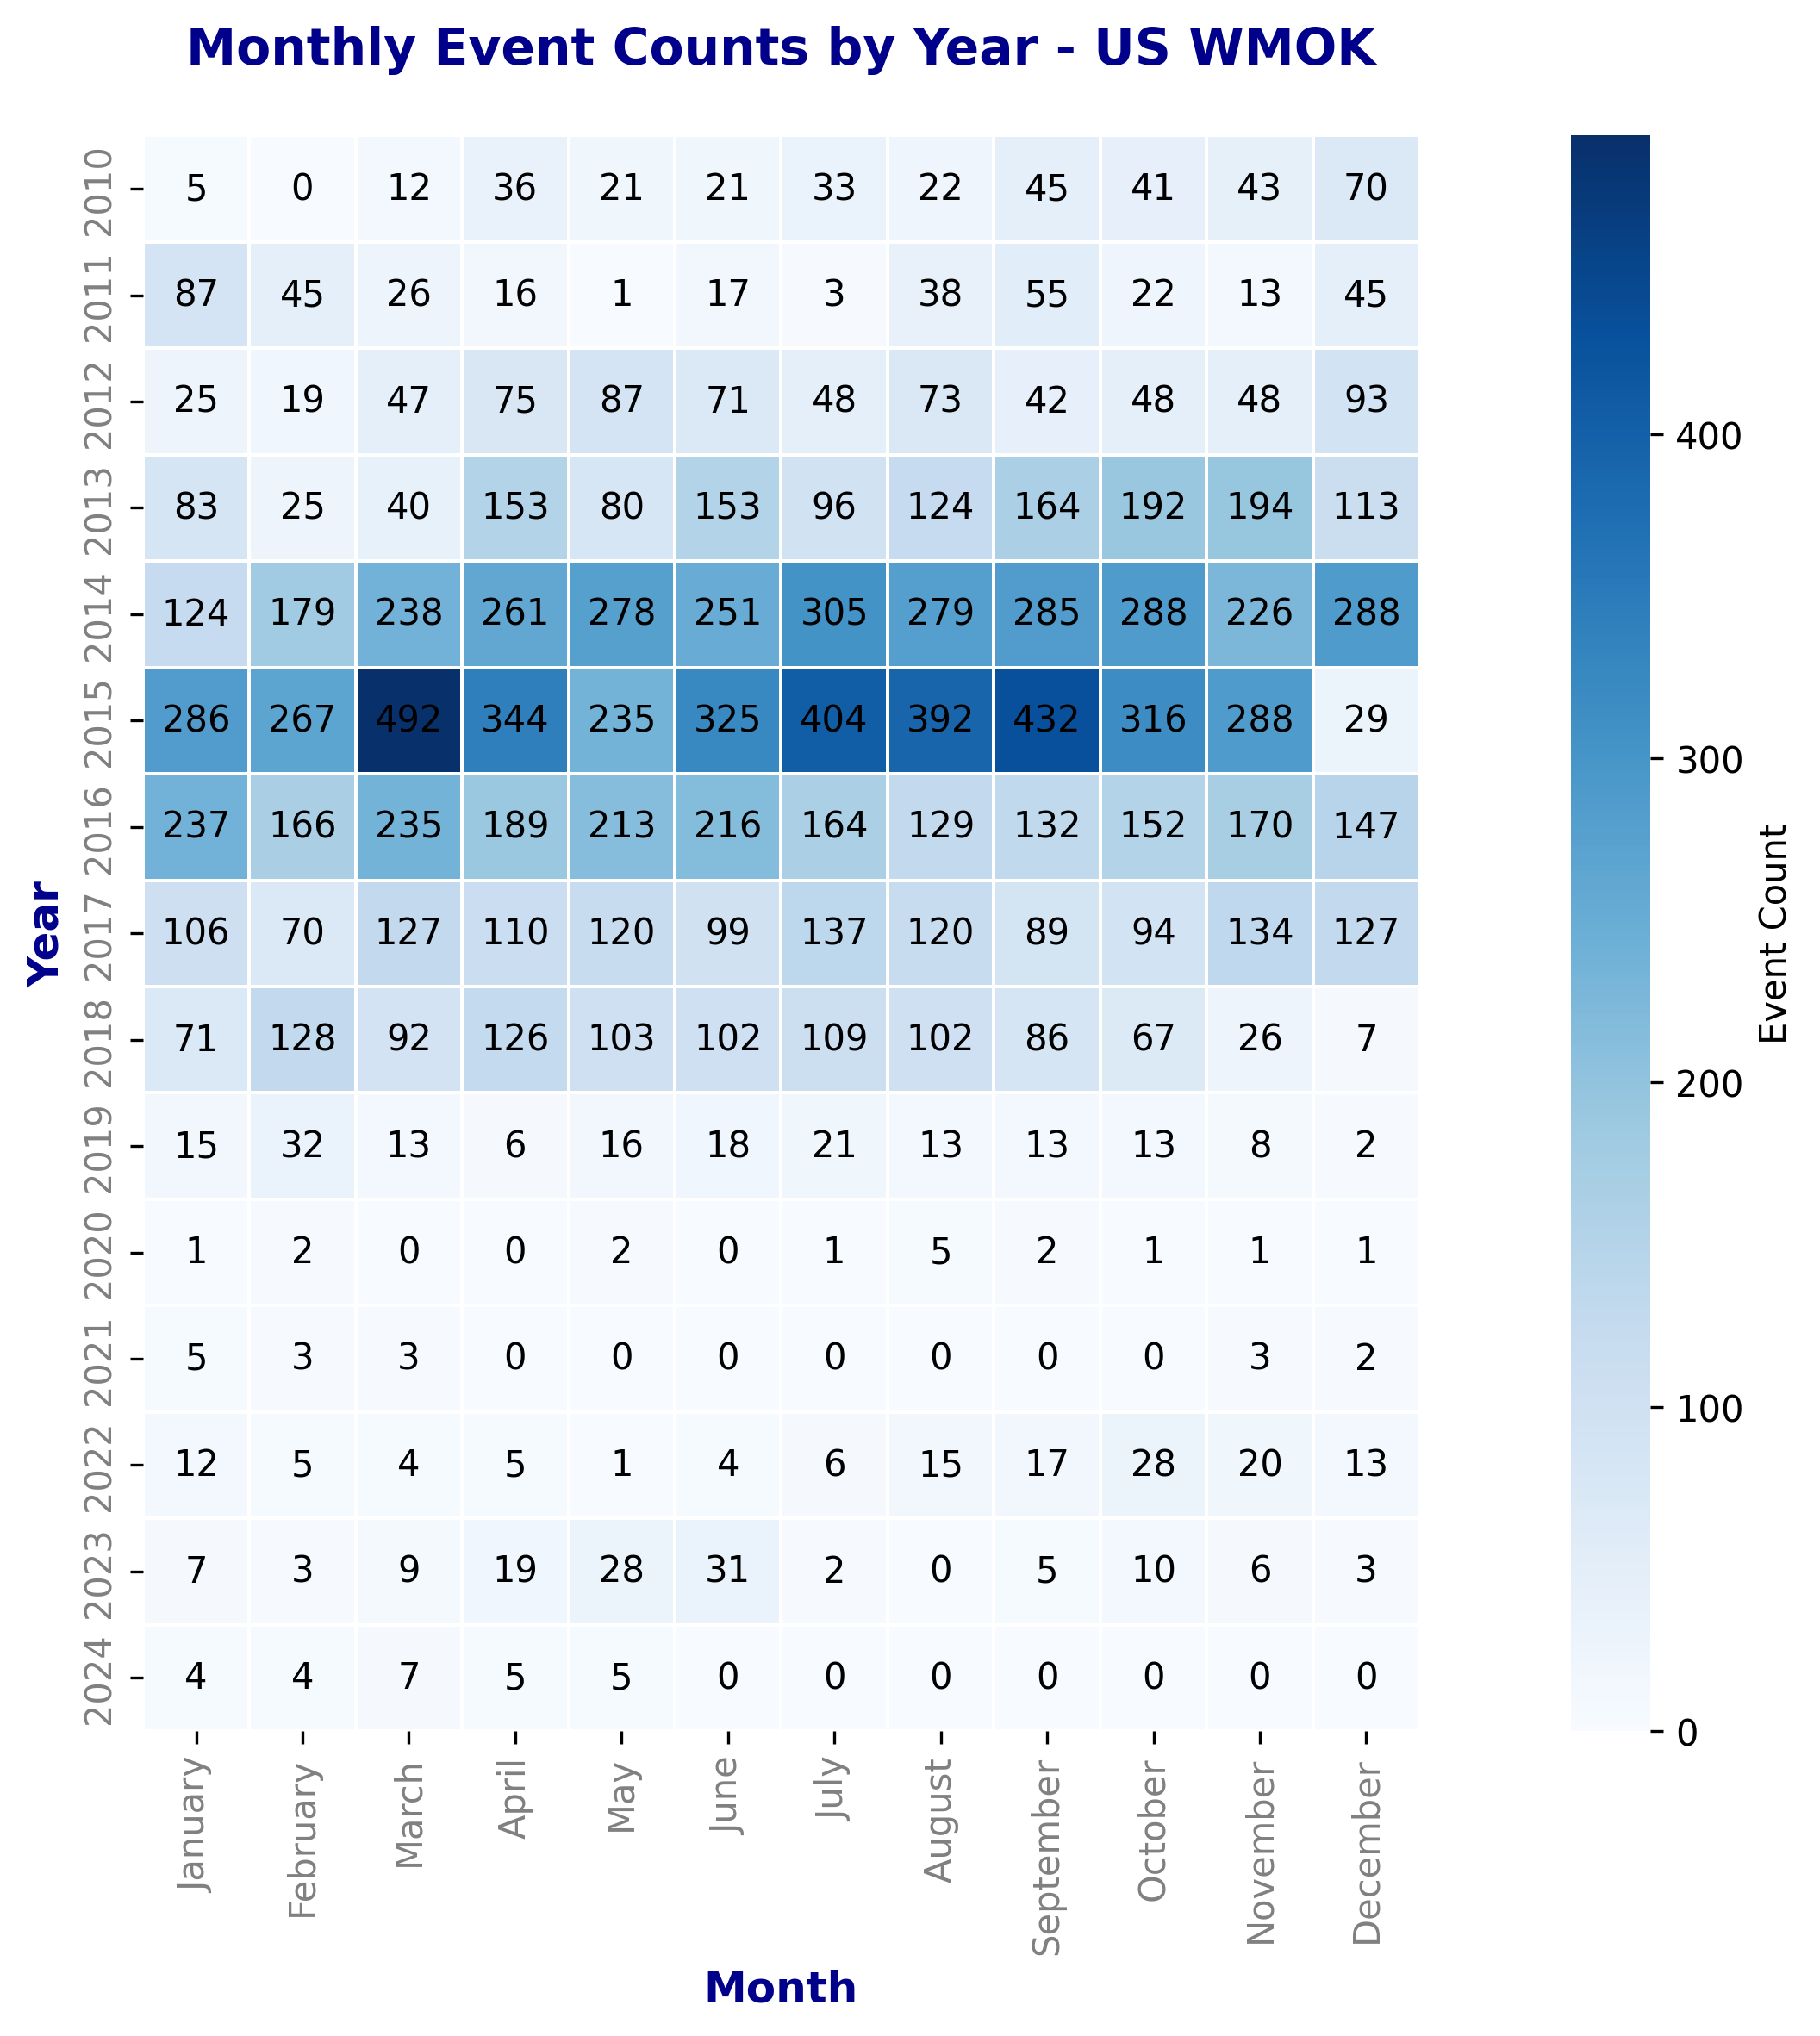 Monthly Event Counts by Year - US WMOK
Year
2010 5 0 12 36 21 21 33 22 45 41 43 70
2011 87 45 26 16 1 17 3 38 55 22 13 45
2012 25 19 47 75 87 71 48 73 42 48 48 93
2013 83 25 40 153 80 153 96 124 164 192 194 113
2014 124 179 238 261 278 251 305 279 285 288 226 288
2015 286 267 492 344 235 325 404 392 432 316 288 29
2016 237 166 235 189 213 216 164 129 132 152 170 147
2017 106 70 127 110 120 99 137 120 89 94 134 127
2018 71 128 92 126 103 102 109 102 86 67 26 7
2019 15 32 13 6 16 18 21 13 13 13 8 2
2020 1 2 0 0 2 0 1 5 2 1 1 1
2021 5 3 3 0 0 0 0 0 0 0 3 2
2022 12 5 4 5 1 4 6 15 17 28 20 13
2023 7 3 9 19 28 31 2 0 5 10 6 3
2024 4 4 7 5 5 0 0 0 0 0 0 0
January February March April May June July August September October November December
Month
400
300
200
100
0
Event Count